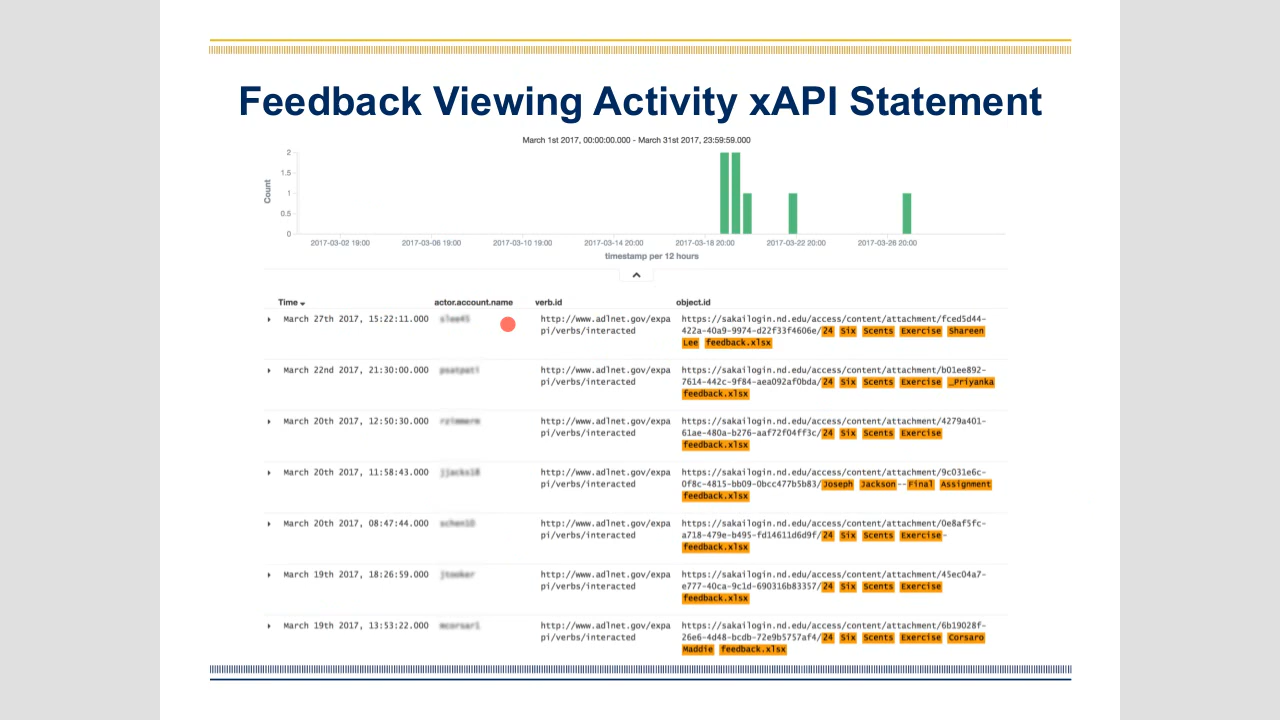 Feedback Viewing Activity xAPI Statement
March 1st 2017, 00:00:00.000 - March 31st 2017, 23:59:59.000
2
1.5
1
0.5
0
Count
2017-03-02 19:00 2017-03-06 19:00 2017-03-10 19:00 2017-03-14 20:00 2017-03-18 20:00 2017-03-22 20:00 2017-03-26 20:00
timestamp per 12 hours
Time actor.account.name verb.id object.id
March 27th 2017, 15:22:11.000 http://www.adlnet.gov/expa https://sakailogin.nd.edu/access/content/attachment/fced5d44-
pi/verbs/interacted 422a-40a9-9974-d22f33f4606e/24 Six Scents Exercise Shareen
Lee feedback.xlsx
March 22nd 2017, 21:30:00.000 http://www.adlnet.gov/expa https://sakailogin.nd.edu/access/content/attachment/b01ee892-
pi/verbs/interacted 7614-442c-9f84-aea092af0bda/24 Six Scents Exercise _Priyanka
feedback.xlsx
March 20th 2017, 12:50:30.000 http://www.adlnet.gov/expa https://sakailogin.nd.edu/access/content/attachment/4279a401-
pi/verbs/interacted 61ae-480a-b276-aaf72f04ff3c/24 Six Scents Exercise
feedback.xlsx
March 20th 2017, 11:58:43.000 http://www.adlnet.gov/expa https://sakailogin.nd.edu/access/content/attachment/9c031e6c-
pi/verbs/interacted 0f8c-4815-bb09-0bcc477b5b83/Joseph Jackson--Final Assignment
feedback.xlsx
March 20th 2017, 08:47:44.000 http://www.adlnet.gov/expa https://sakailogin.nd.edu/access/content/attachment/0e8af5fc-
pi/verbs/interacted a718-479e-b495-fd14611d6d9f/24 Six Scents Exercise-
feedback.xlsx
March 19th 2017, 18:26:59.000 http://www.adlnet.gov/expa https://sakailogin.nd.edu/access/content/attachment/45ec04a7-
pi/verbs/interacted e777-40ca-9c1d-690316b83357/24 Six Scents Exercise
feedback.xlsx
March 19th 2017, 13:53:22.000 http://www.adlnet.gov/expa https://sakailogin.nd.edu/access/content/attachment/6b19028f-
pi/verbs/interacted 26e6-4d48-bcdb-72e9b5757af4/24 Six Scents Exercise Corsaro
Maddie feedback.xlsx